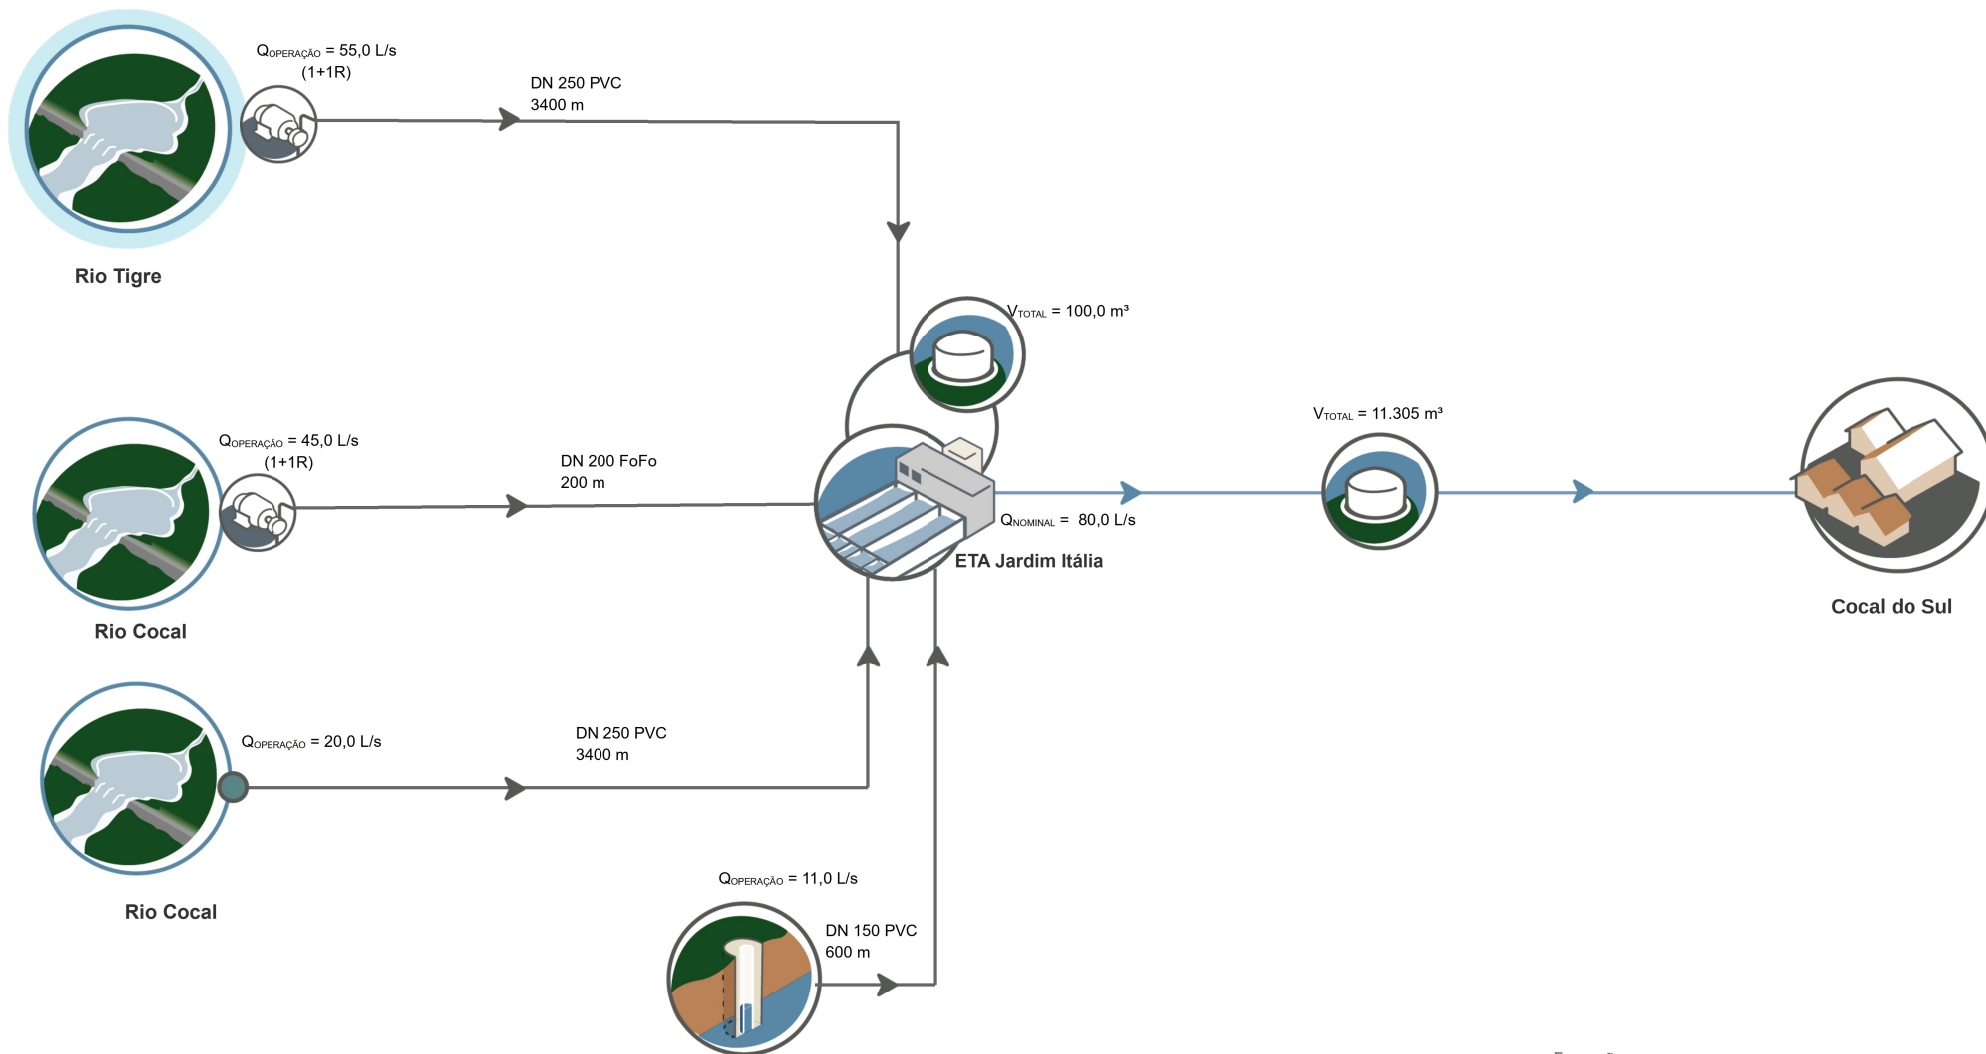 QOPERAÇÃO = 55,0 L/s
(1+1R)
DN 250 PVC
3400 m
Rio Tigre
VTOTAL = 100,0 m³
QOPERAÇÃO = 45,0 L/s
(1+1R)
DN 200 FoFo
200 m
VTOTAL = 11.305 m³
QNOMINAL = 80,0 L/s
ETA Jardim Itália
Cocal do Sul
Rio Cocal
QOPERAÇÃO = 20,0 L/s
DN 250 PVC
3400 m
Rio Cocal
QOPERAÇÃO = 11,0 L/s
DN 150 PVC
600 m